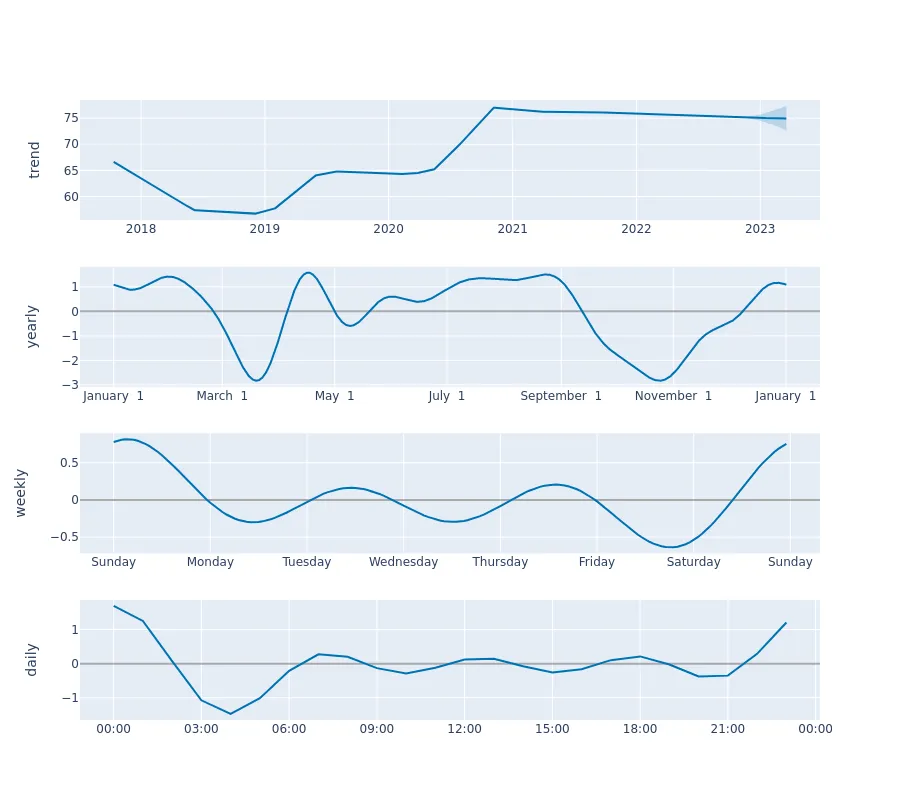 trend
75
70
65
60
2018 2019 2020 2021 2022 2023
yearly
1
0
−1
−2
−3
January 1 March 1 May 1 July 1 September 1 November 1 January 1
weekly
0.5
0
−0.5
Sunday Monday Tuesday Wednesday Thursday Friday Saturday Sunday
daily
1
0
−1
00:00 03:00 06:00 09:00 12:00 15:00 18:00 21:00 00:00